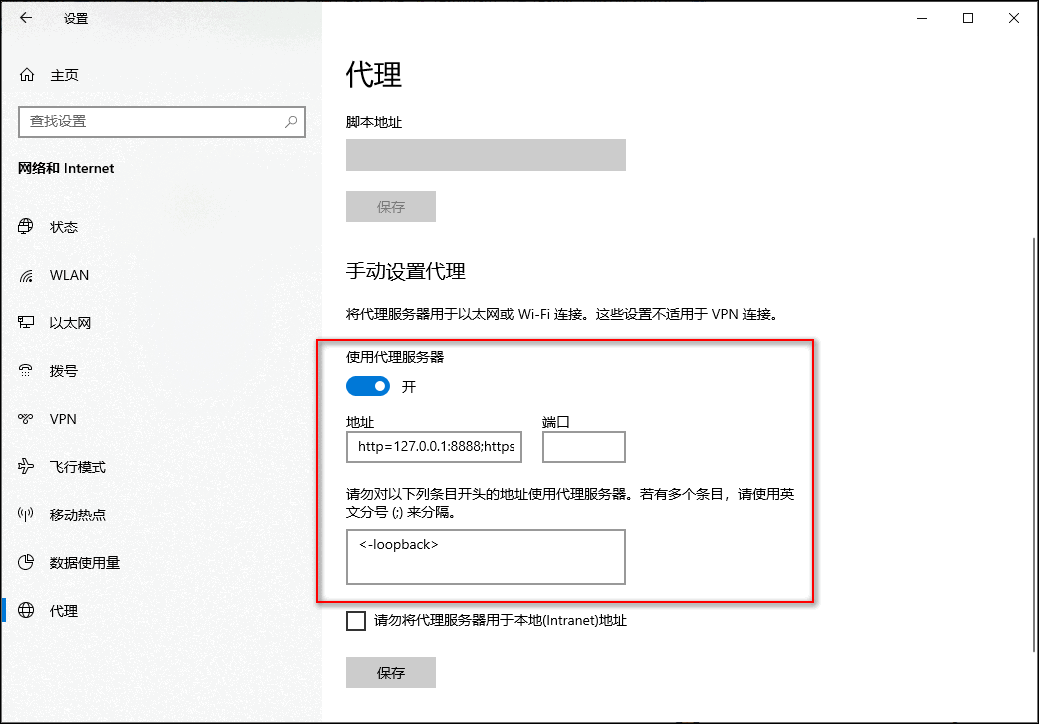 设置
主页
查找设置
网络和 Internet
状态
WLAN
以太网
拨号
VPN
飞行模式
移动热点
数据使用量
代理
代理
脚本地址
保存
手动设置代理
将代理服务器用于以太网或 Wi-Fi 连接。这些设置不适用于 VPN 连接。
使用代理服务器
开
地址 端口
http=127.0.0.1:8888;https
请勿对以下列条目开头的地址使用代理服务器。若有多个条目，请使用英
文分号 (;) 来分隔。
<-loopback>
请勿将代理服务器用于本地(Intranet)地址
保存